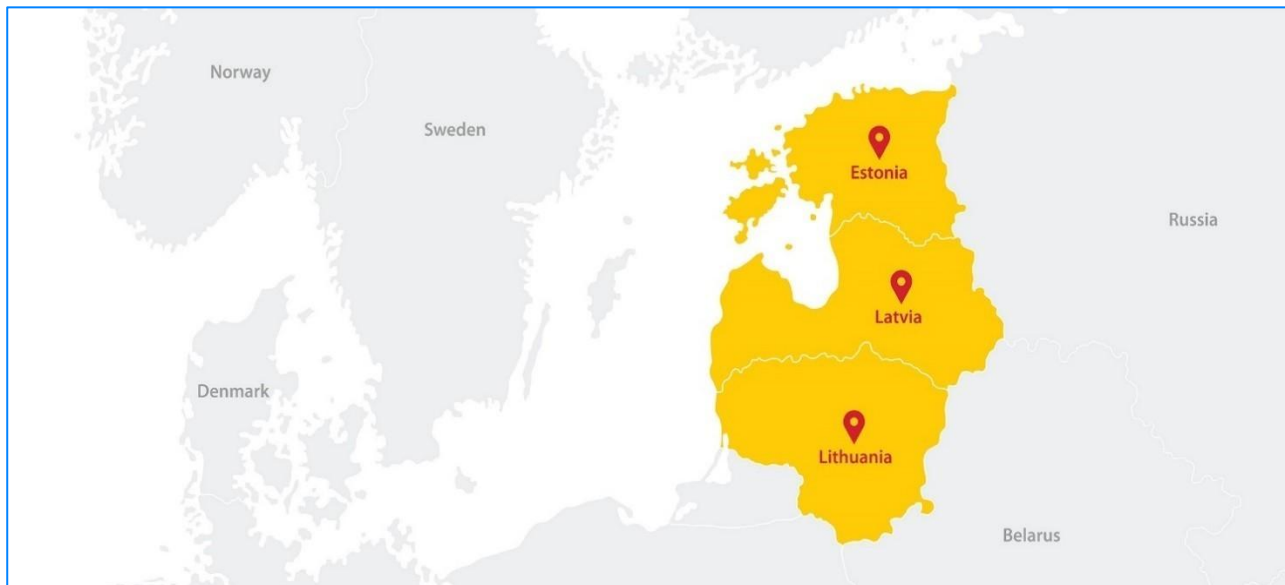 Norway
Sweden
Estonia
Russia
Latvia
Denmark
Lithuania
Belarus